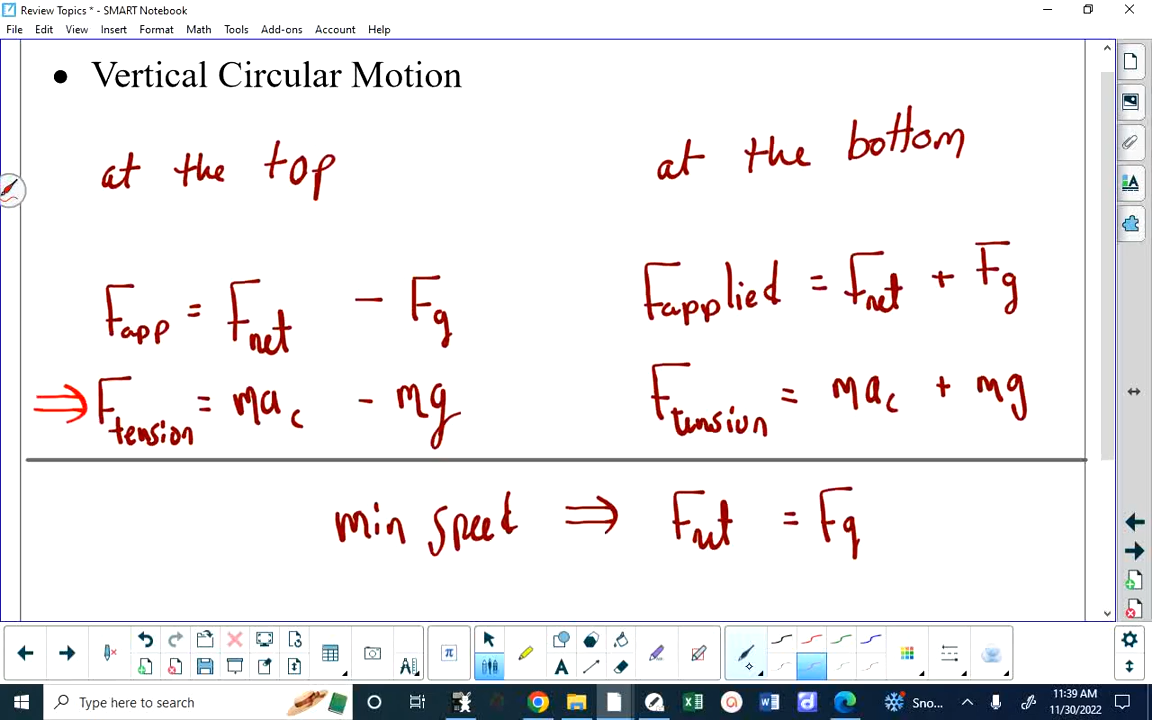 Review Topics * - SMART Notebook
File Edit View Insert Format Math Tools Add-ons Account Help
• Vertical Circular Motion
at the top
at the bottom
Fapp = Fnet - Fg
Fapplied = Fnet + Fg
⇒ Ftension = mac - mg
Ftension = mac + mg
min speed ⇒ Fnet = Fg
π
A
Type here to search
Sno...
11:39 AM
11/30/2022